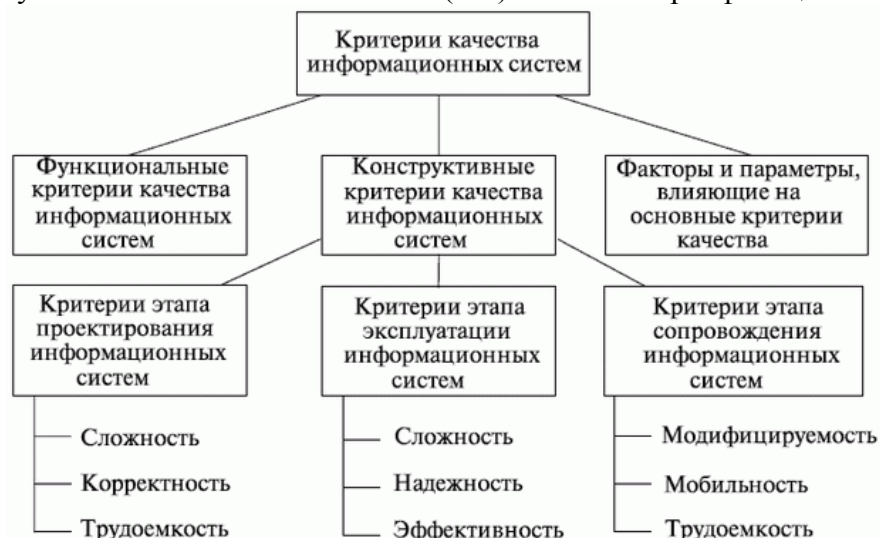 Критерии качества
информационных систем
Функциональные
критерии качества
информационных
систем
Конструктивные
критерии качества
информационных
систем
Факторы и параметры,
влияющие на
основные критерии
качества
Критерии этапа
проектирования
информационных
систем
Критерии этапа
эксплуатации
информационных
систем
Критерии этапа
сопровождения
информационных
систем
Сложность
Корректность
Трудоемкость
Сложность
Надежность
Эффективность
Модифицируемость
Мобильность
Трудоемкость